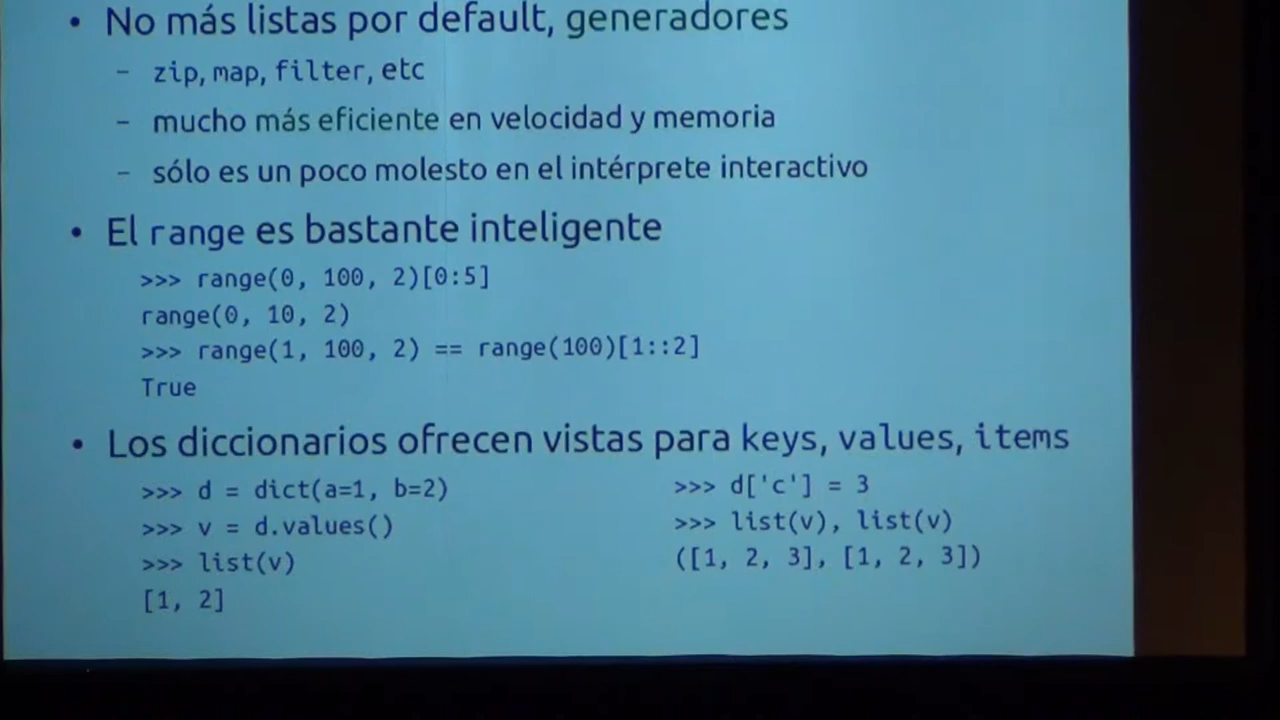 • No más listas por default, generadores
– zip, map, filter, etc
– mucho más eficiente en velocidad y memoria
– sólo es un poco molesto en el intérprete interactivo
• El range es bastante inteligente
>>> range(0, 100, 2)[0:5]
range(0, 10, 2)
>>> range(1, 100, 2) == range(100)[1::2]
True
• Los diccionarios ofrecen vistas para keys, values, items
>>> d = dict(a=1, b=2)
>>> v = d.values()
>>> list(v)
[1, 2]
>>> d['c'] = 3
>>> list(v), list(v)
([1, 2, 3], [1, 2, 3])